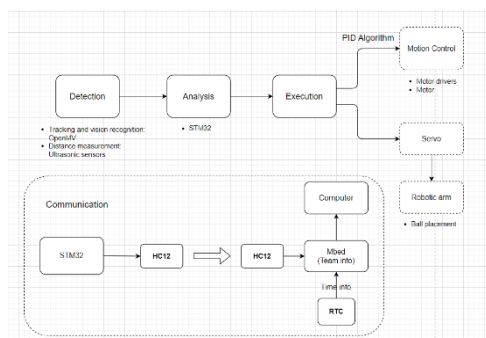 PID Algorithm
Motion Control
Detection
Analysis
Execution
• Motor drivers
• Motor
• Tracking and vision recognition:
OpenMV
• Distance measurement:
Ultrasonic sensors
• STM32
Servo
Robotic arm
• Ball placement
Communication
Computer
STM32
HC12
HC12
Mbed
(Team info)
Time info
RTC